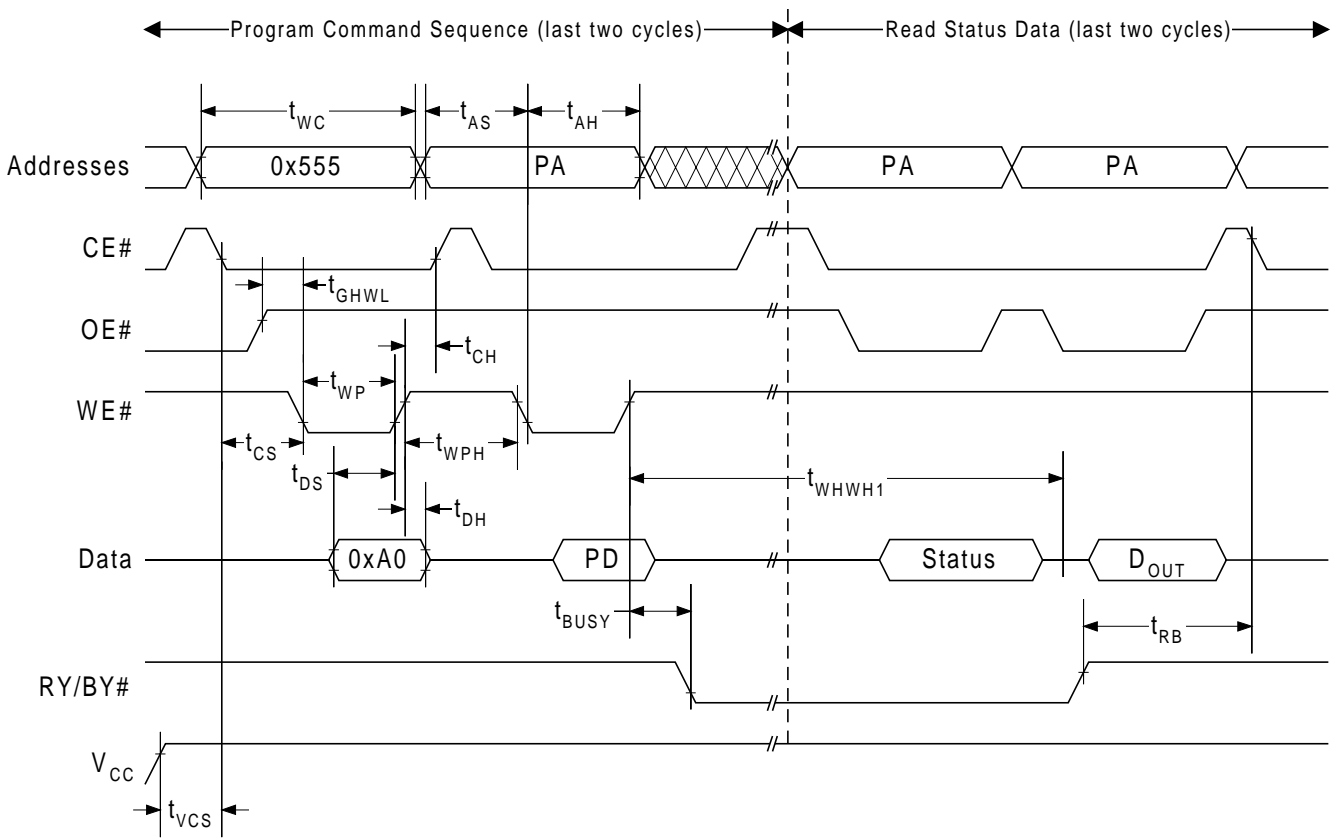 Program Command Sequence (last two cycles) Read Status Data (last two cycles)
tWC tAS tAH
Addresses 0x555 PA PA PA
CE#
tGHWL
OE#
tCH
tWP
WE#
tCS tWPH
tDS tWHWH1
tDH
Data 0xA0 PD Status DOUT
tBUSY tRB
RY/BY#
VCC
tVCS